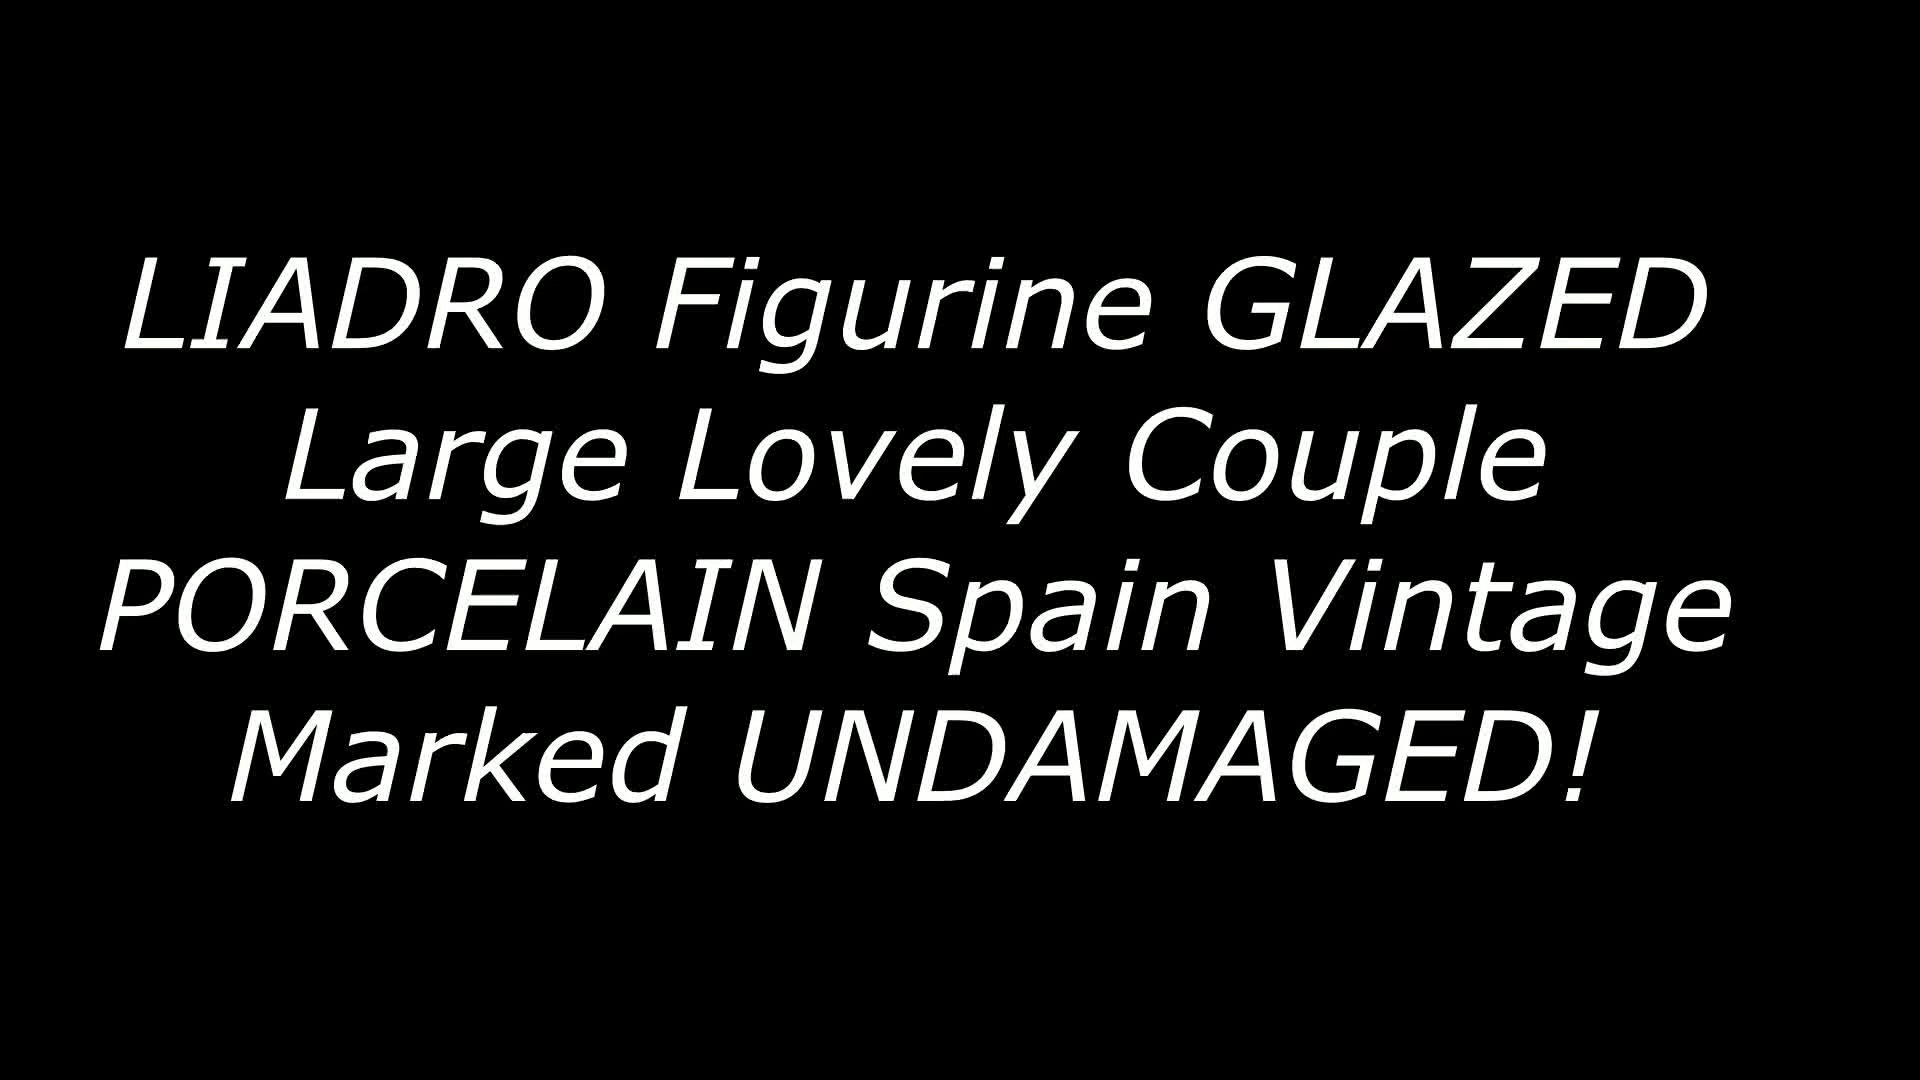 LIADRO Figurine GLAZED
Large Lovely Couple
PORCELAIN Spain Vintage
Marked UNDAMAGED!